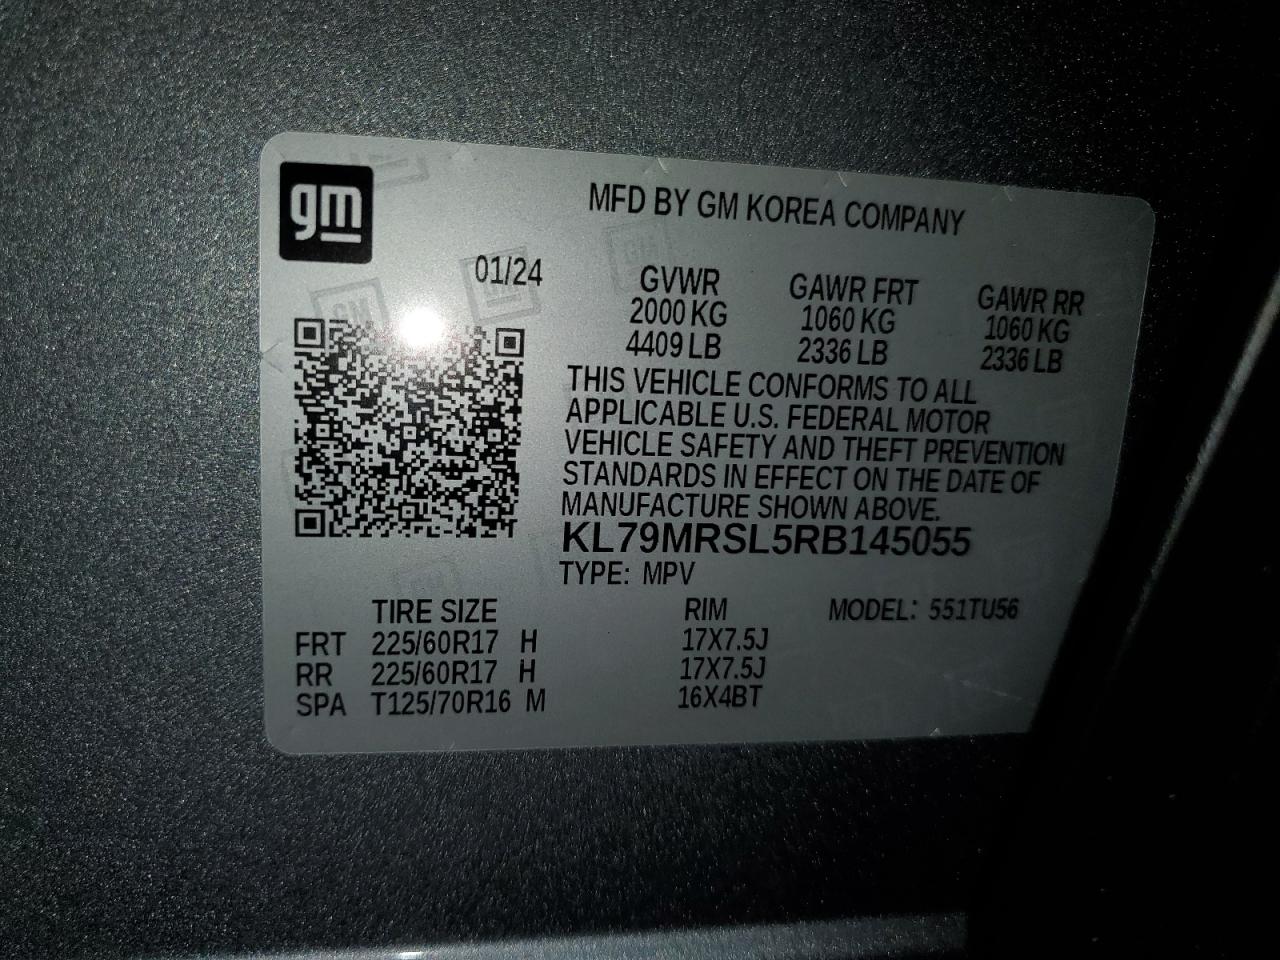 gm
MFD BY GM KOREA COMPANY
01/24 GVWR GAWR FRT GAWR RR
2000 KG 1060 KG 1060 KG
4409 LB 2336 LB 2336 LB
THIS VEHICLE CONFORMS TO ALL
APPLICABLE U.S. FEDERAL MOTOR
VEHICLE SAFETY AND THEFT PREVENTION
STANDARDS IN EFFECT ON THE DATE OF
MANUFACTURE SHOWN ABOVE.
KL79MRSL5RB145055
TYPE: MPV
TIRE SIZE RIM MODEL: 551TU56
FRT 225/60R17 H 17X7.5J
RR 225/60R17 H 17X7.5J
SPA T125/70R16 M 16X4BT